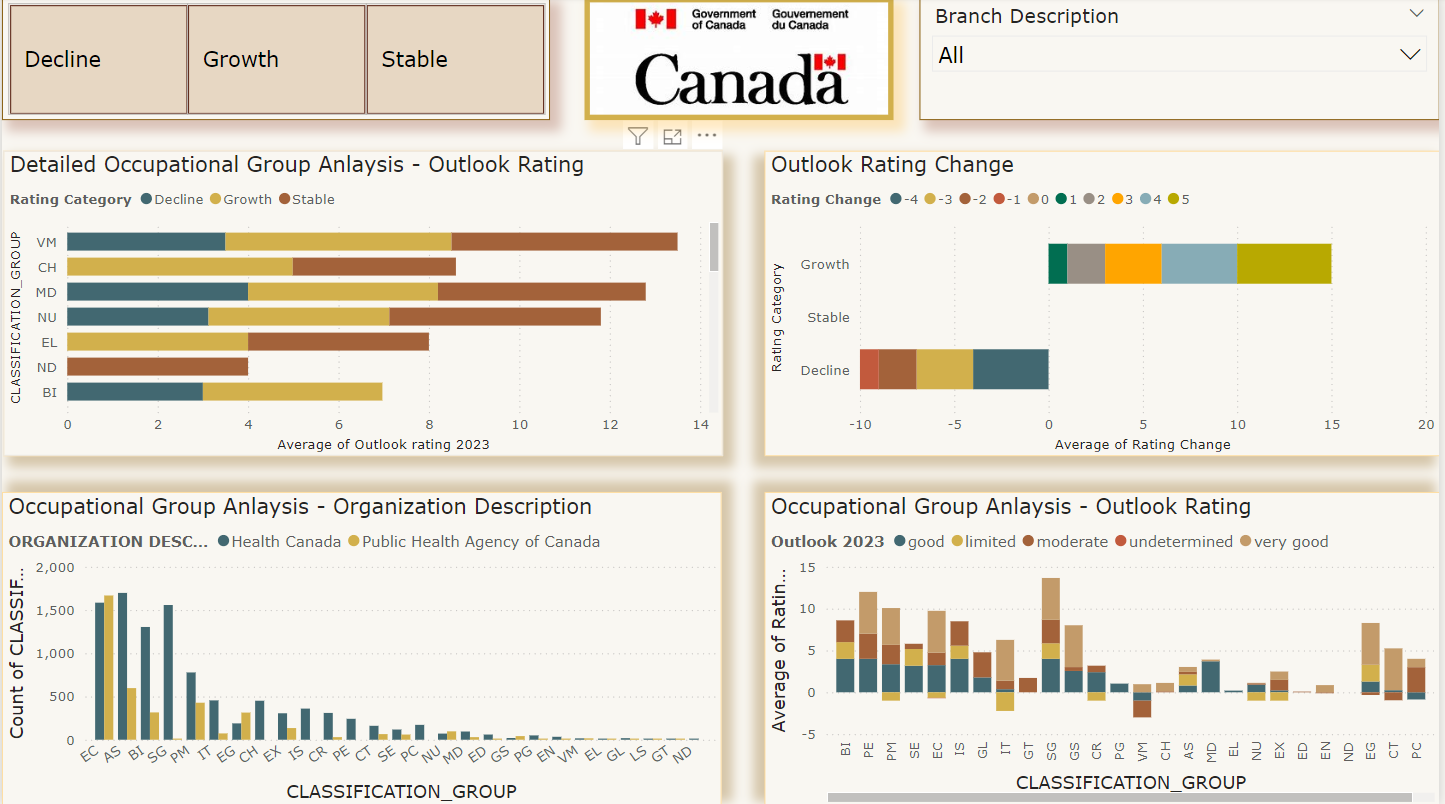 Decline Growth Stable
Government of Canada
Gouvernement du Canada
Canada
Branch Description
All
Detailed Occupational Group Anlaysis - Outlook Rating
Rating Category Decline Growth Stable
CLASSIFICATION_GROUP
VM
CH
MD
NU
EL
ND
BI
0 2 4 6 8 10 12 14
Average of Outlook rating 2023
Outlook Rating Change
Rating Change -4 -3 -2 -1 0 1 2 3 4 5
Rating Category
Growth
Stable
Decline
-10 -5 0 5 10 15 20
Average of Rating Change
Occupational Group Anlaysis - Organization Description
ORGANIZATION DESC... Health Canada Public Health Agency of Canada
Count of CLASSIF...
2,000
1,500
1,000
500
0
EC AS BI SG PM IT EG CH EX IS CR PE CT SE PC NU MD ED GS PG EN VM EL GL LS GT ND
CLASSIFICATION_GROUP
Occupational Group Anlaysis - Outlook Rating
Outlook 2023 good limited moderate undetermined very good
Average of Ratin...
15
10
5
0
-5
BI PE PM SE EC IS GL IT GT SG GS CR PG VM CH AS MD EL NU EX ED EN ND EG CT PC
CLASSIFICATION_GROUP